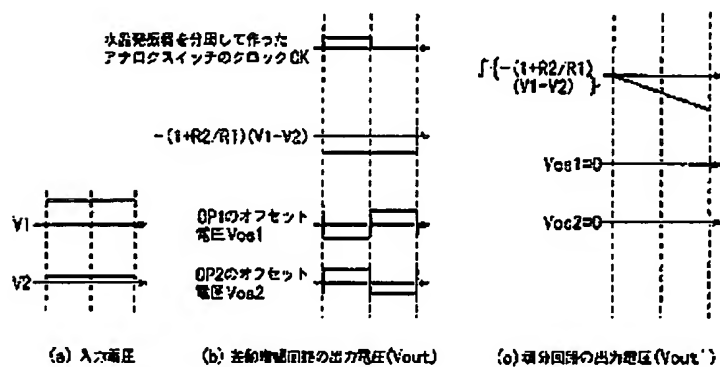 水晶発振器を分周して作った
アナログスイッチのクロックCK
∫{-(1+R2/R1)
(V1-V2) }
-(1+R2/R1)(V1-V2)
Vos1=0
V1
OP1のオフセット
電圧Vos1
Vos2=0
V2
OP2のオフセット
電圧Vos2
(a) 入力電圧
(b) 差動増幅回路の出力電圧(Vout)
(c) 積分回路の出力電圧(Vout')